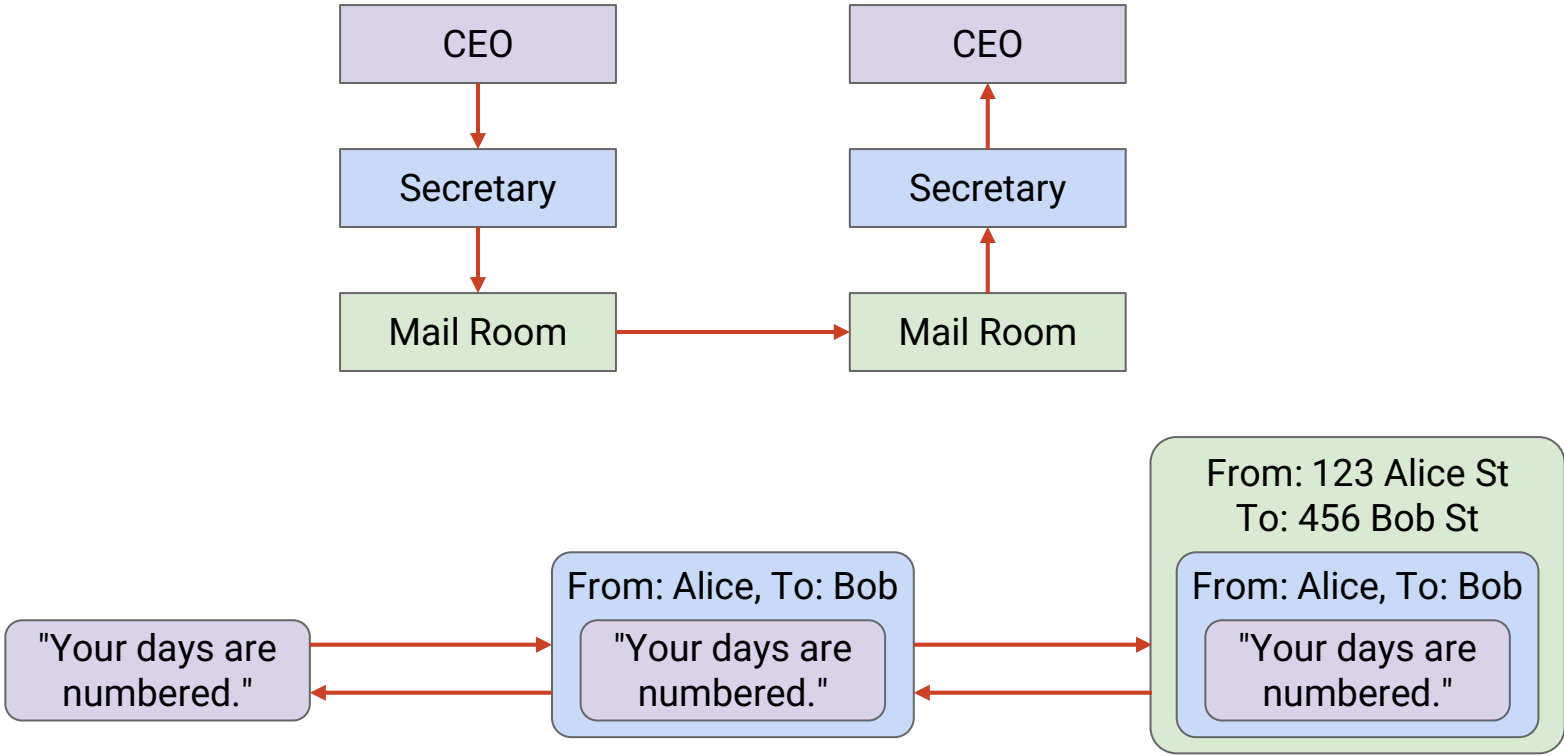 CEO
CEO
Secretary
Secretary
Mail Room
Mail Room
From: 123 Alice St
To: 456 Bob St
From: Alice, To: Bob
From: Alice, To: Bob
"Your days are
numbered."
"Your days are
numbered."
"Your days are
numbered."